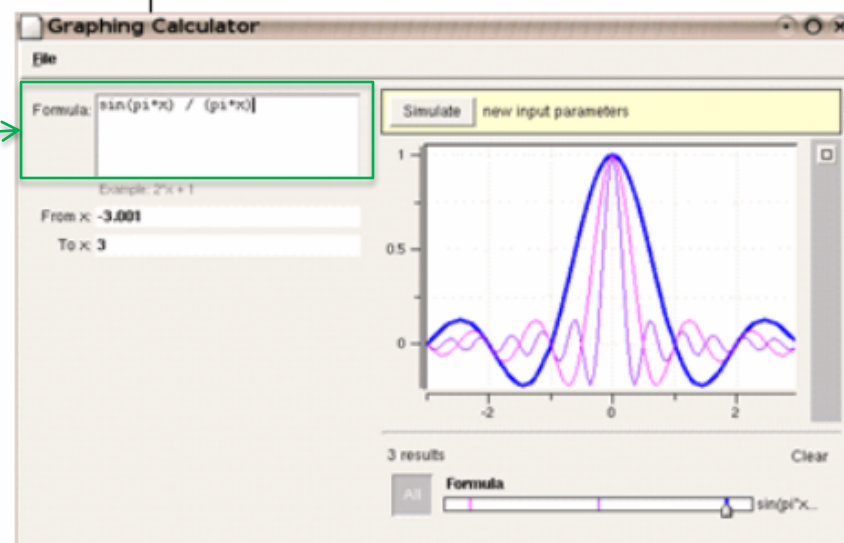 Graphing Calculator
File
Formula: sin(pi*x) / (pi*x)
Example: 2*x + 1
From x: -3.001
To x: 3
Simulate new input parameters
1
0.5
0
-2 0 2
3 results Clear
All Formula
sin(pi*x...